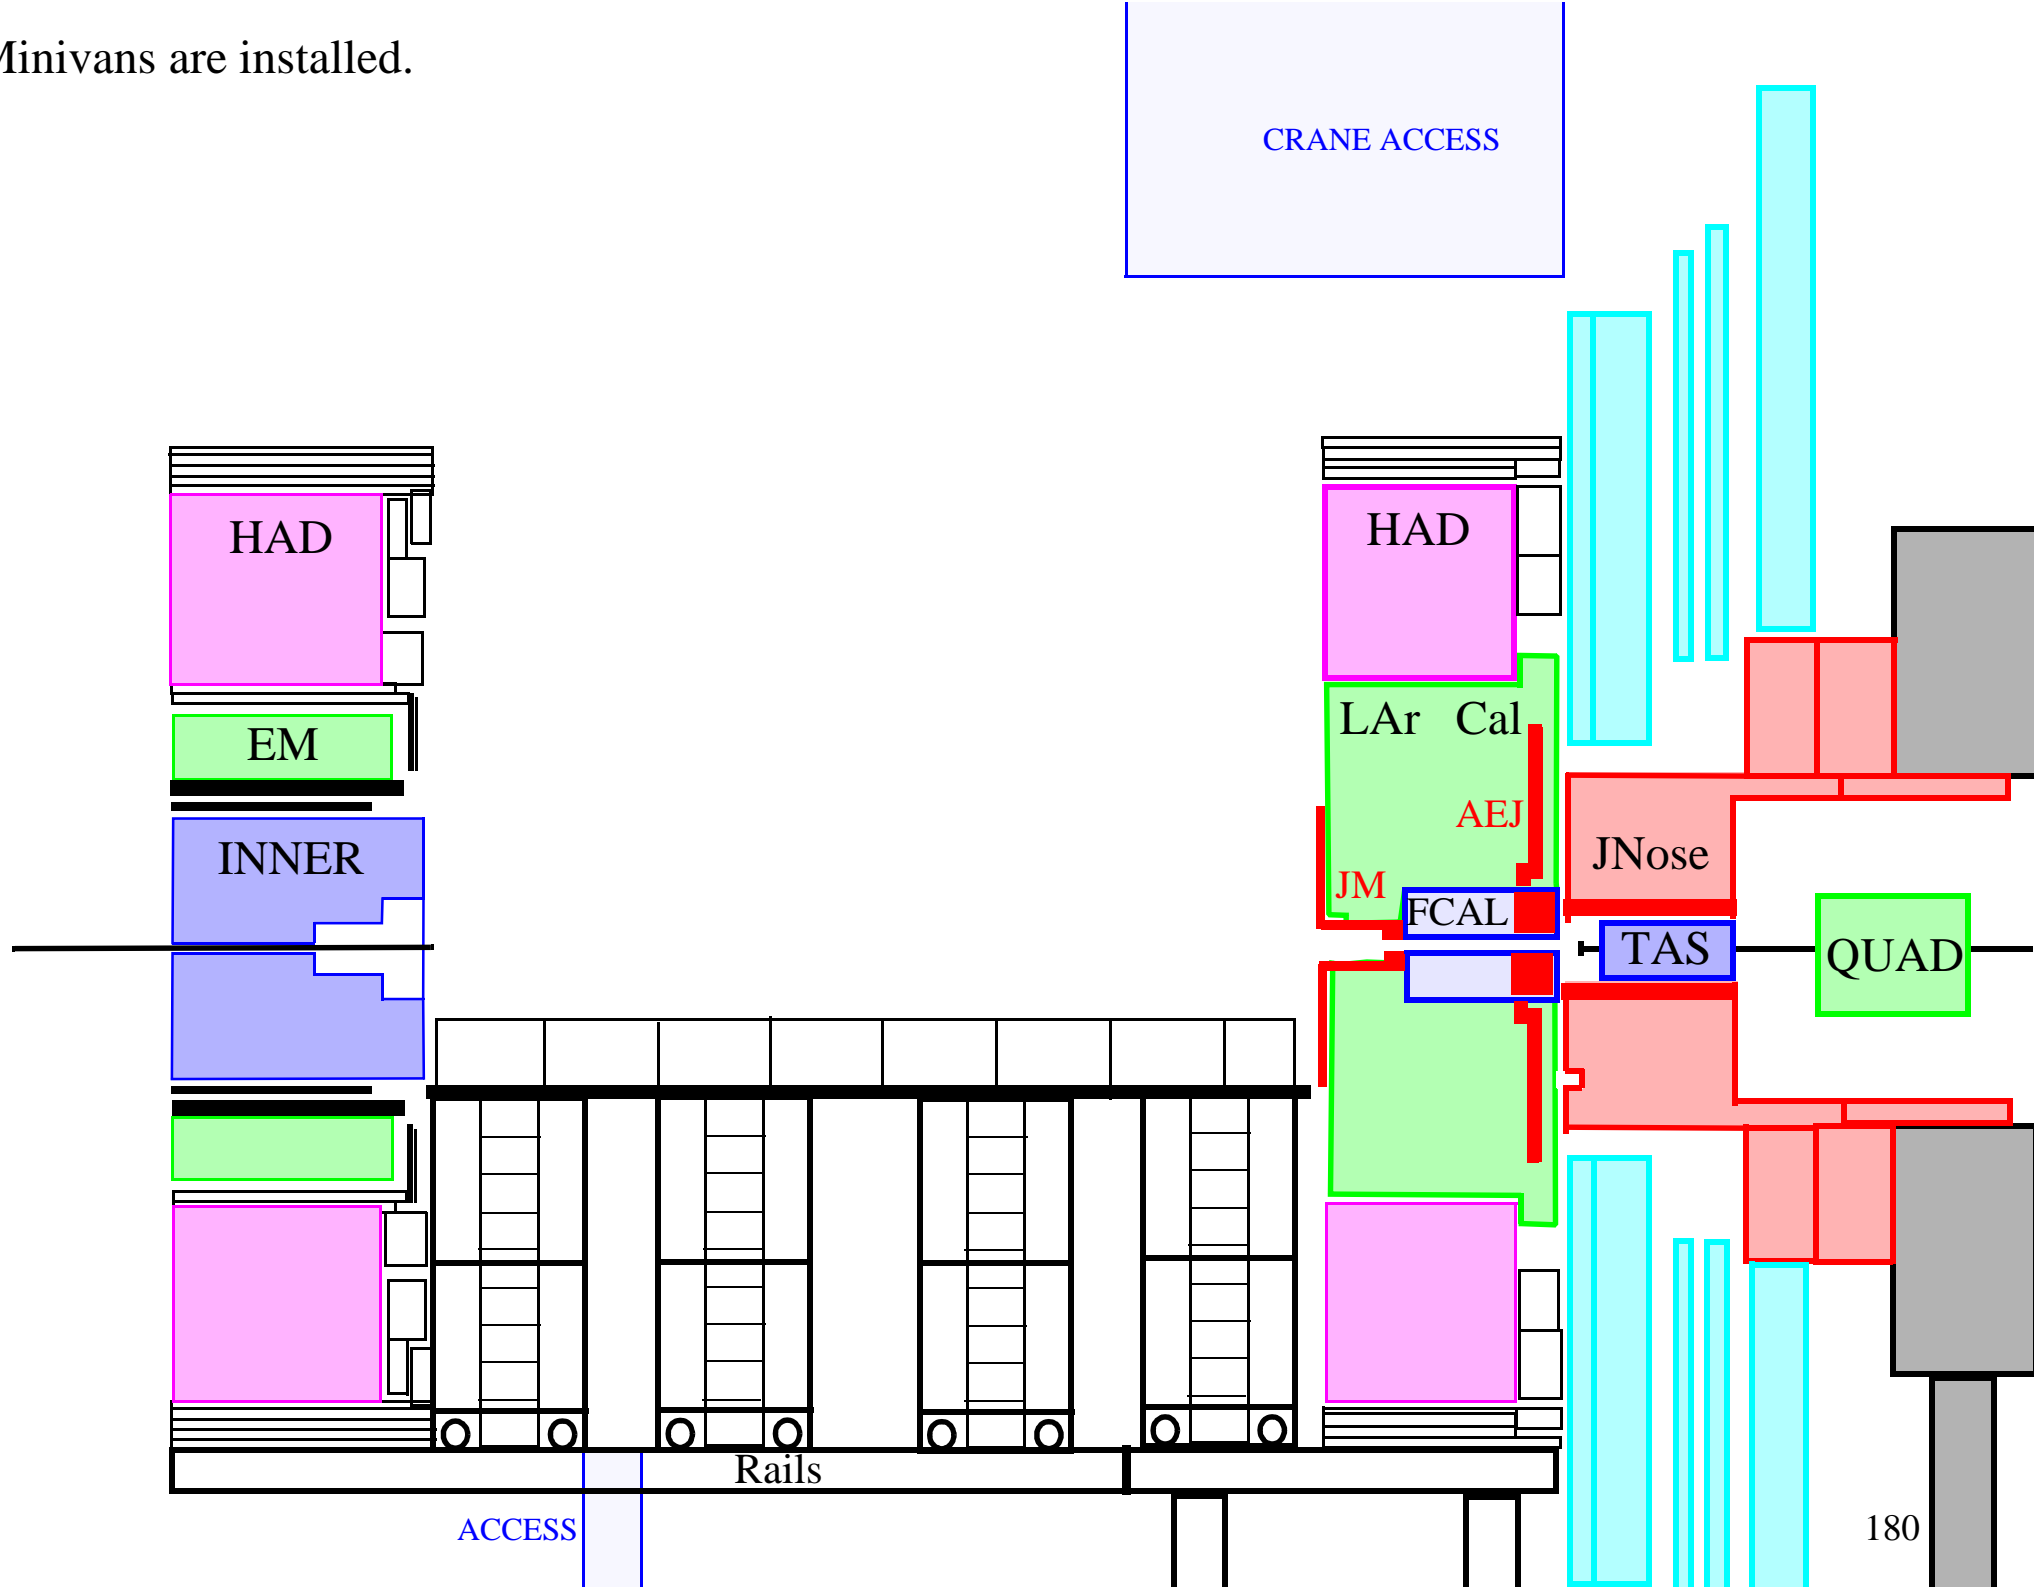 Minivans are installed.
CRANE ACCESS
HAD
HAD
LAr Cal
EM
AEJ
INNER
JNose
JM
FCAL
TAS
QUAD
Rails
ACCESS
180